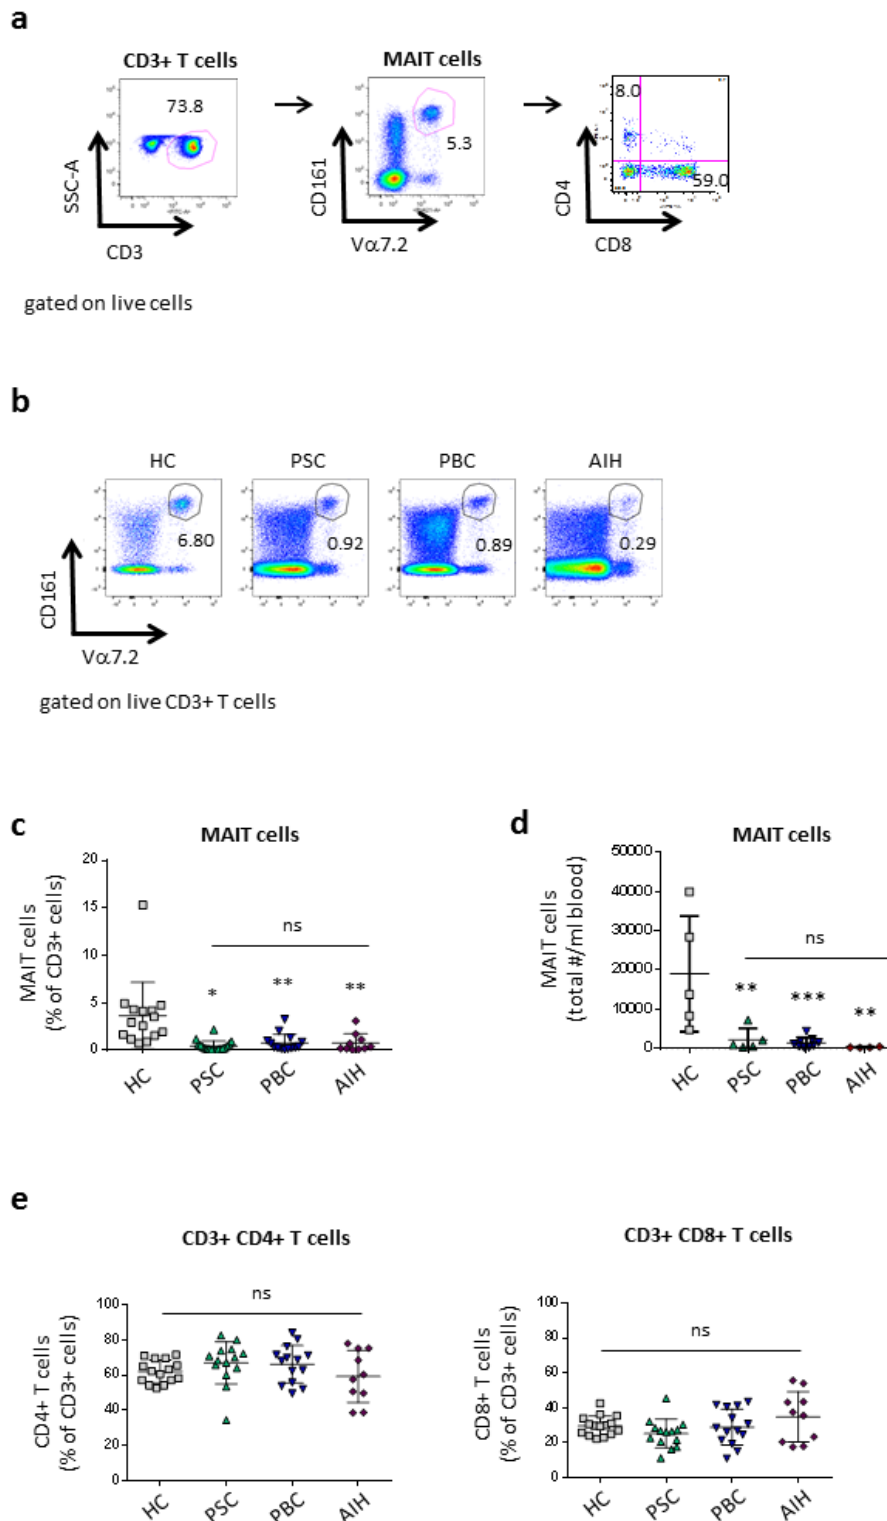 a
CD3+ T cells
MAIT cells
73.8
5.3
8.0
59.0
SSC-A
CD161
CD4
CD3
Vα7.2
CD8
gated on live cells
b
HC
PSC
PBC
AIH
6.80
0.92
0.89
0.29
CD161
Vα7.2
gated on live CD3+ T cells
c
MAIT cells
MAIT cells
(% of CD3+ cells)
20
15
10
5
0
ns
*
**
**
HC
PSC
PBC
AIH
d
MAIT cells
MAIT cells
(total #/ml blood)
50000
40000
30000
20000
10000
0
ns
**
***
**
HC
PSC
PBC
AIH
e
CD3+ CD4+ T cells
CD4+ T cells
(% of CD3+ cells)
100
80
60
40
20
0
ns
HC
PSC
PBC
AIH
CD3+ CD8+ T cells
CD8+ T cells
(% of CD3+ cells)
100
80
60
40
20
0
ns
HC
PSC
PBC
AIH